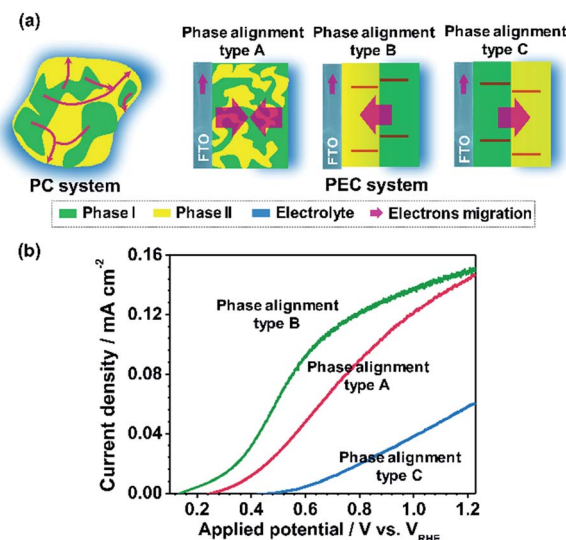 (a)
Phase alignment
type A
Phase alignment
type B
Phase alignment
type C
FTO
FTO
FTO
PC system
PEC system
Phase I
Phase II
Electrolyte
Electrons migration
(b)
Current density / mA cm-2
0.16
0.12
0.08
0.04
0.00
Phase alignment
type B
Phase alignment
type A
Phase alignment
type C
0.2
0.4
0.6
0.8
1.0
1.2
Applied potential / V vs. VRHE